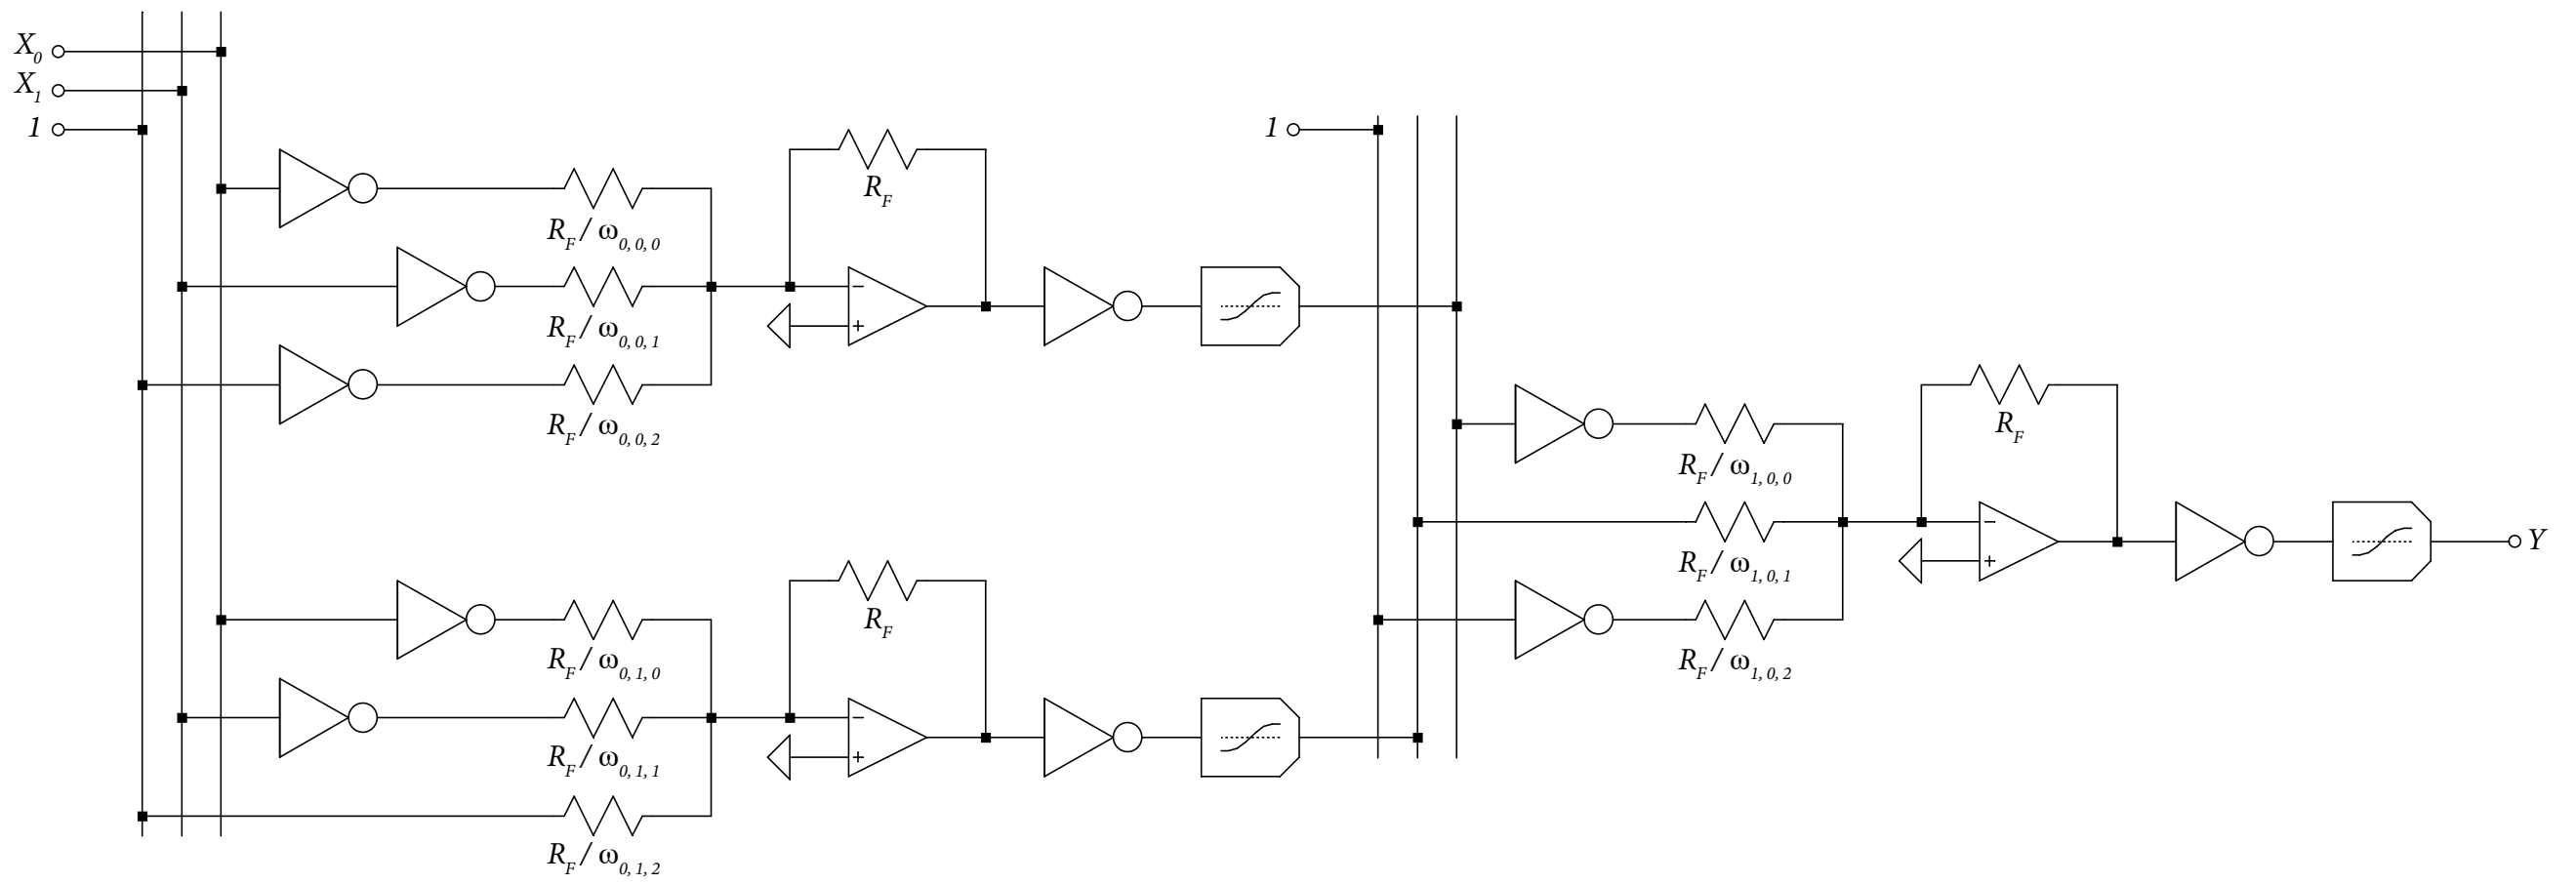 X0
X1
1
1
RF
RF / ω0, 0, 0
−
+
RF / ω0, 0, 1
RF / ω0, 0, 2
RF
RF / ω1, 0, 0
−
+
RF / ω1, 0, 1
Y
RF
RF / ω0, 1, 0
RF / ω1, 0, 2
−
+
RF / ω0, 1, 1
RF / ω0, 1, 2